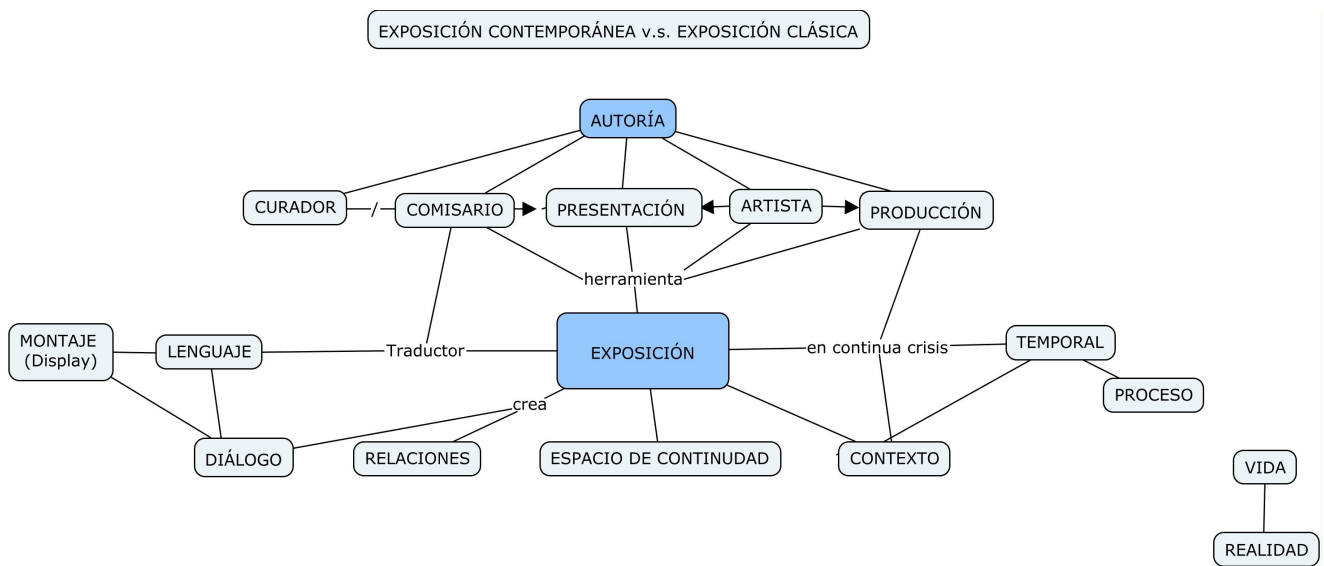 EXPOSICIÓN CONTEMPORÁNEA v.s. EXPOSICIÓN CLÁSICA
AUTORÍA
CURADOR
/
COMISARIO
PRESENTACIÓN
ARTISTA
PRODUCCIÓN
herramienta
MONTAJE
(Display)
LENGUAJE
Traductor
EXPOSICIÓN
en continua crisis
TEMPORAL
PROCESO
crea
DIÁLOGO
RELACIONES
ESPACIO DE CONTINUDAD
CONTEXTO
VIDA
REALIDAD